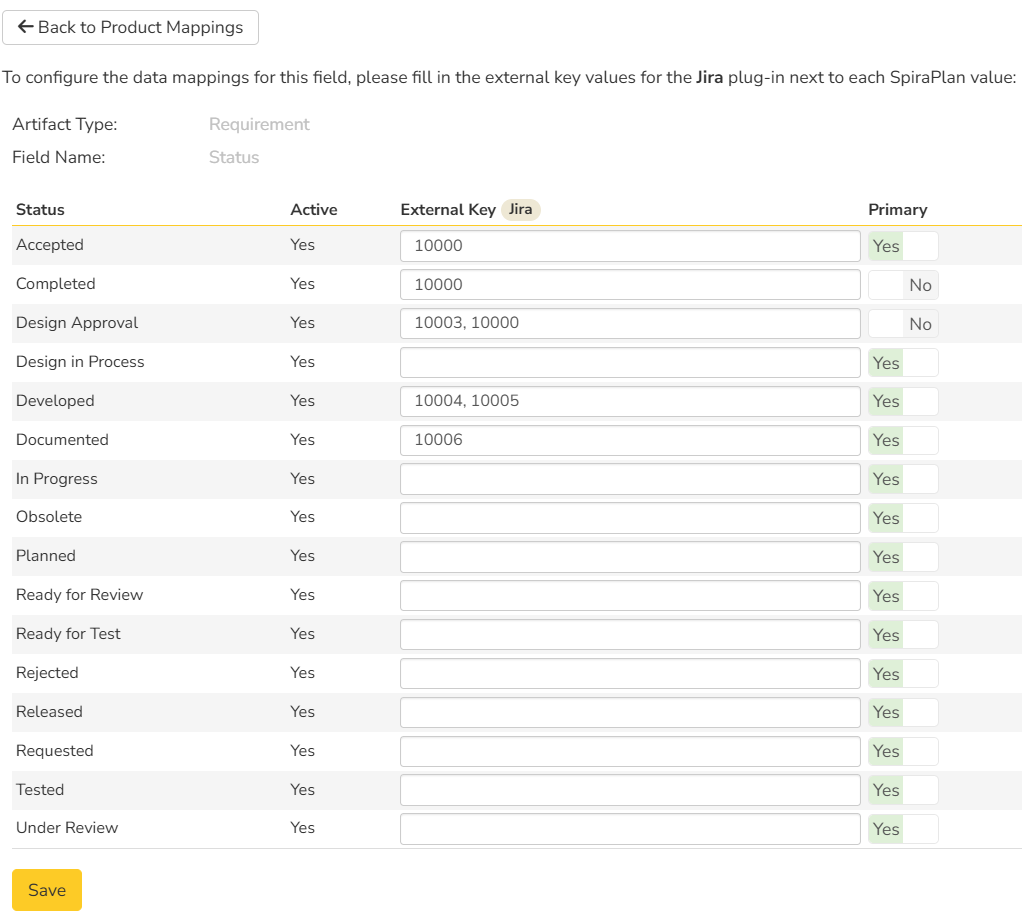 Back to Product Mappings
To configure the data mappings for this field, please fill in the external key values for the Jira plug-in next to each SpiraPlan value:
Artifact Type: Requirement
Field Name: Status
Status Active External Key Jira Primary
Accepted Yes 10000 Yes
Completed Yes 10000 No
Design Approval Yes 10003, 10000 No
Design in Process Yes Yes
Developed Yes 10004, 10005 Yes
Documented Yes 10006 Yes
In Progress Yes Yes
Obsolete Yes Yes
Planned Yes Yes
Ready for Review Yes Yes
Ready for Test Yes Yes
Rejected Yes Yes
Released Yes Yes
Requested Yes Yes
Tested Yes Yes
Under Review Yes Yes
Save